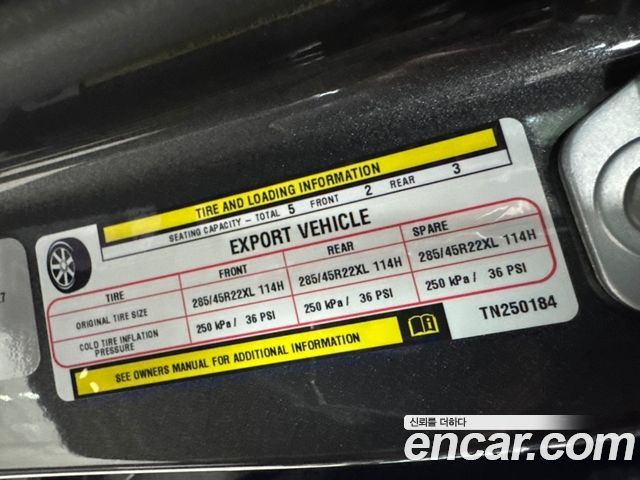 TIRE AND LOADING INFORMATION
SEATING CAPACITY - TOTAL 5 FRONT 2 REAR 3
EXPORT VEHICLE
TIRE FRONT REAR SPARE
ORIGINAL TIRE SIZE 285/45R22XL 114H 285/45R22XL 114H 285/45R22XL 114H
COLD TIRE INFLATION PRESSURE 250 kPa / 36 PSI 250 kPa / 36 PSI 250 kPa / 36 PSI
SEE OWNERS MANUAL FOR ADDITIONAL INFORMATION
TN250184
7
신뢰를 더하다
encar.com